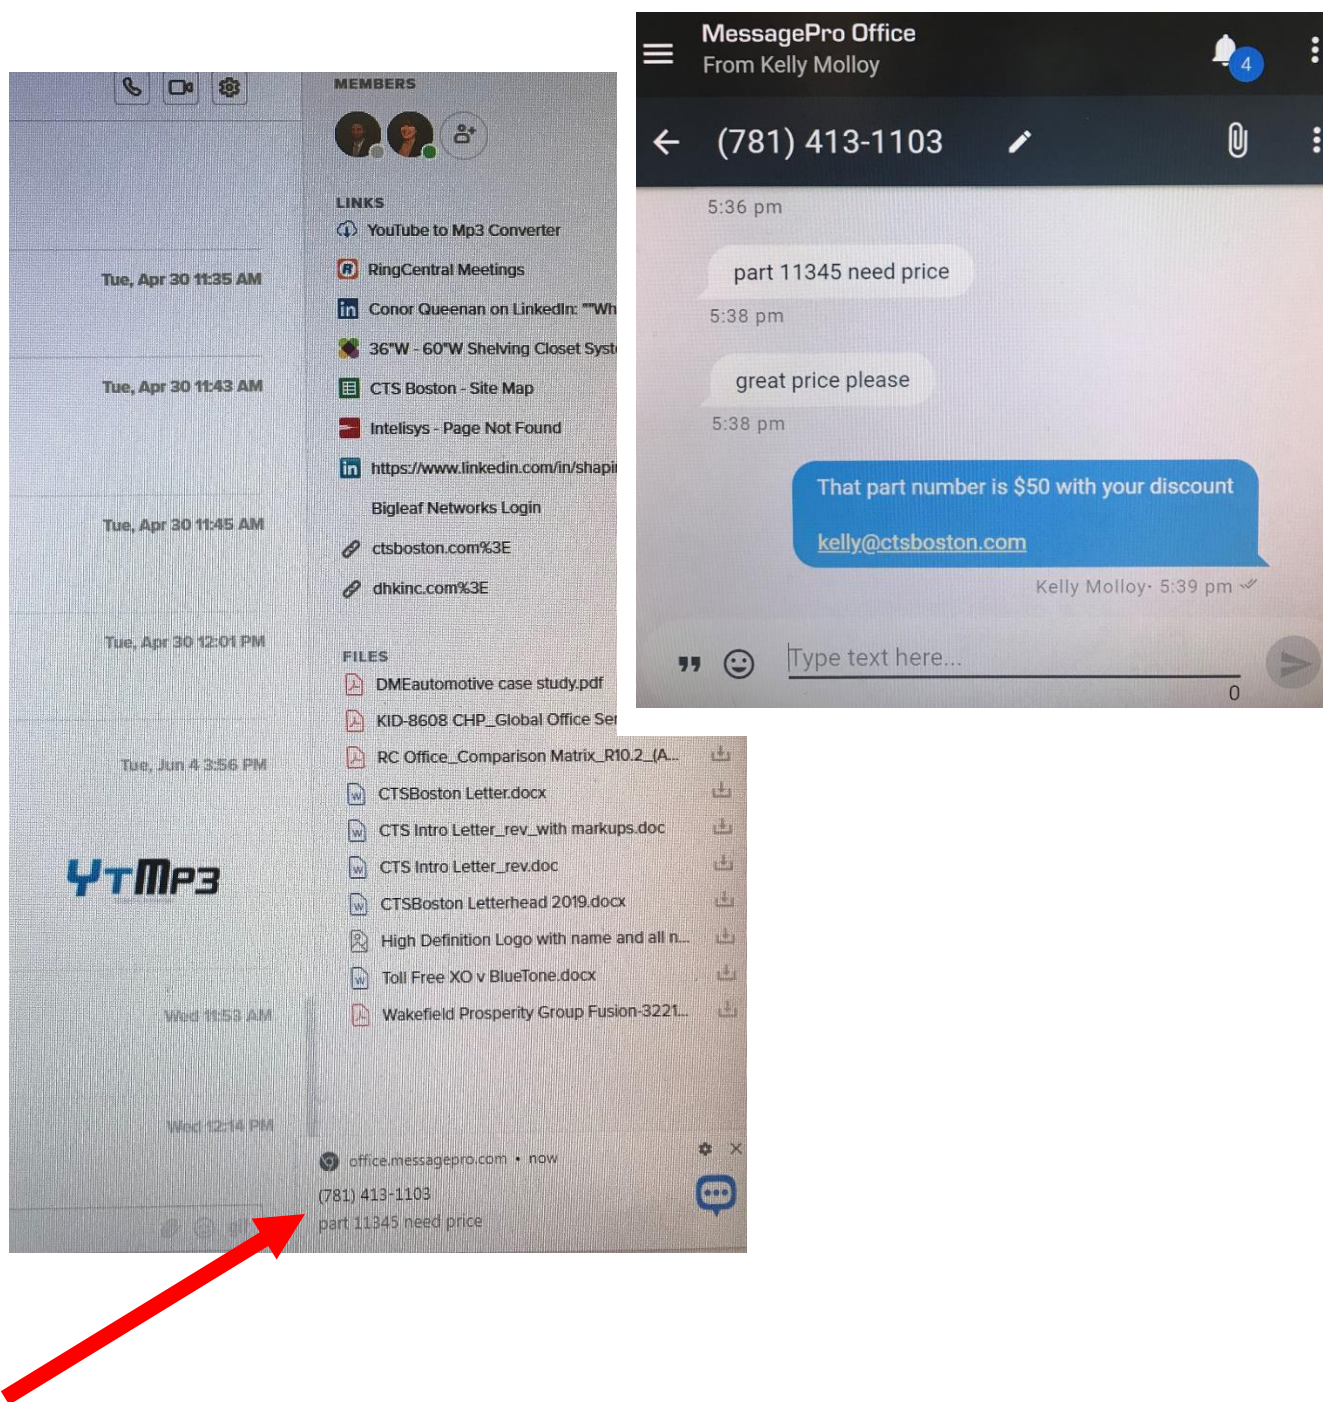 MessagePro Office
From Kelly Molloy
4
(781) 413-1103
5:36 pm
part 11345 need price
5:38 pm
great price please
5:38 pm
That part number is $50 with your discount
kelly@ctsboston.com
Kelly Molloy· 5:39 pm
Type text here...
0
Tue, Apr 30 11:35 AM
Tue, Apr 30 11:43 AM
Tue, Apr 30 11:45 AM
Tue, Apr 30 12:01 PM
Tue, Jun 4 3:56 PM
YTMP3
Wed 11:53 AM
Wed 12:14 PM
MEMBERS
LINKS
YouTube to Mp3 Converter
RingCentral Meetings
Conor Queenan on LinkedIn: ""Wh
36"W - 60"W Shelving Closet Syst
CTS Boston - Site Map
Intelisys - Page Not Found
https://www.linkedin.com/in/shapi
Bigleaf Networks Login
ctsboston.com%3E
dhkinc.com%3E
FILES
DMEautomotive case study.pdf
KID-8608 CHP_Global Office Ser
RC Office_Comparison Matrix_R10.2_(A...
CTSBoston Letter.docx
CTS Intro Letter_rev_with markups.doc
CTS Intro Letter_rev.doc
CTSBoston Letterhead 2019.docx
High Definition Logo with name and all n...
Toll Free XO v BlueTone.docx
Wakefield Prosperity Group Fusion-3221...
office.messagepro.com • now
(781) 413-1103
part 11345 need price